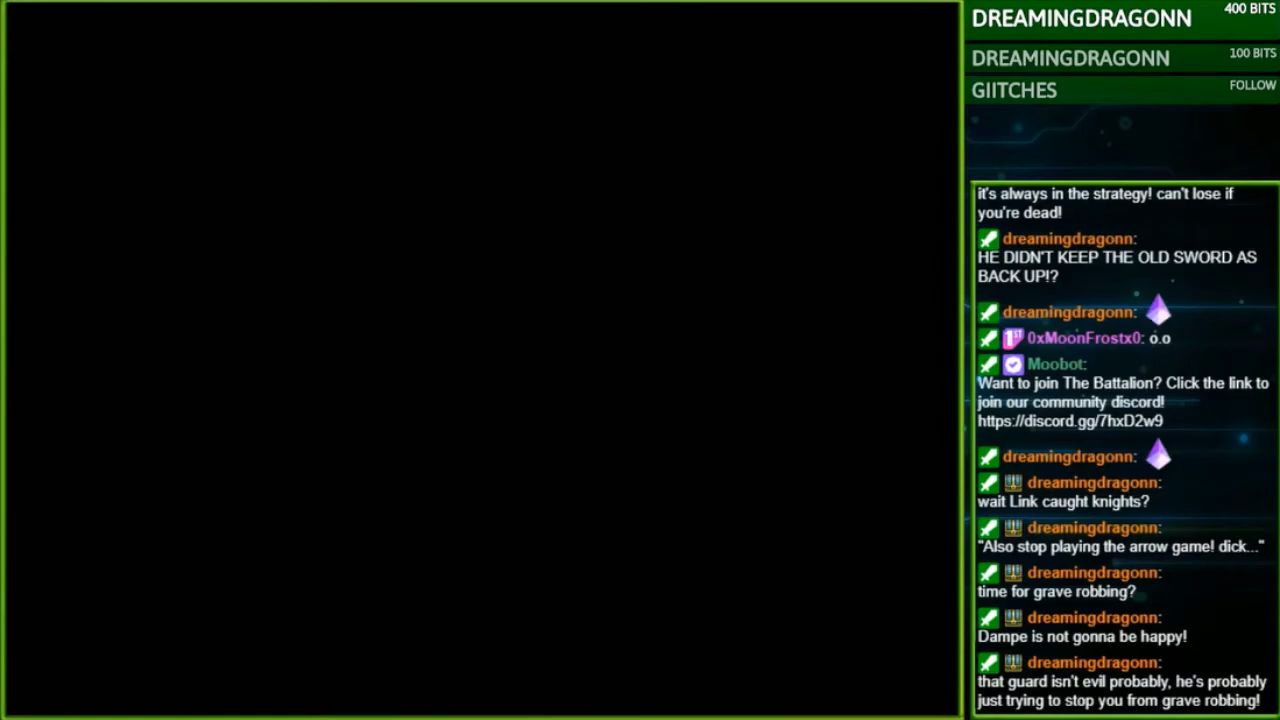 DREAMINGDRAGONN 400 BITS
DREAMINGDRAGONN 100 BITS
GIITCHES FOLLOW
it's always in the strategy! can't lose if
you're dead!
dreamingdragonn:
HE DIDN'T KEEP THE OLD SWORD AS
BACK UP!?
dreamingdragonn:
0xMoonFrostx0: o.o
Moobot:
Want to join The Battalion? Click the link to
join our community discord!
https://discord.gg/7hxD2w9
dreamingdragonn:
dreamingdragonn:
wait Link caught knights?
dreamingdragonn:
"Also stop playing the arrow game! dick..."
dreamingdragonn:
time for grave robbing?
dreamingdragonn:
Dampe is not gonna be happy!
dreamingdragonn:
that guard isn't evil probably, he's probably
just trying to stop you from grave robbing!